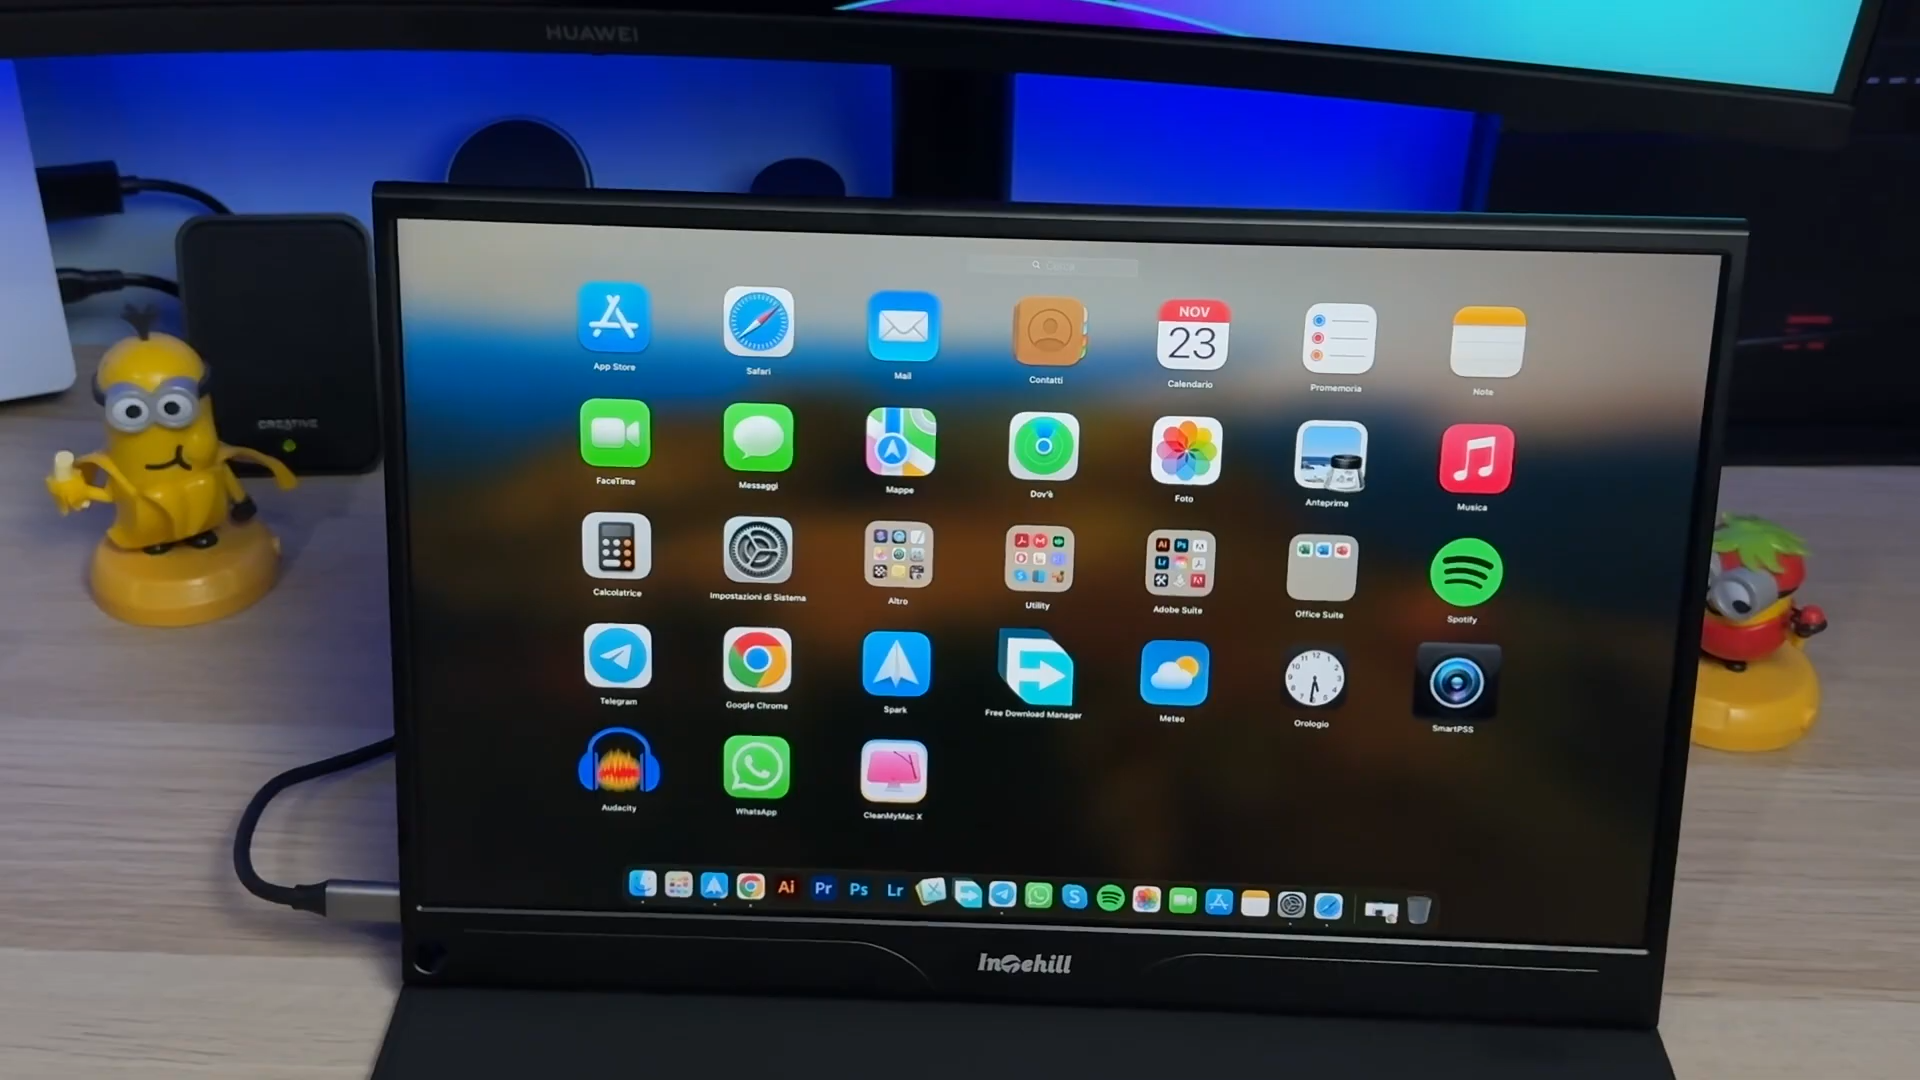 HUAWEI
Cerca
NOV
23
App Store
Safari
Mail
Contatti
Calendario
Promemoria
Note
FaceTime
Messaggi
Mappe
Dov'è
Foto
Anteprima
Musica
Calcolatrice
Impostazioni di Sistema
Altro
Utility
Adobe Suite
Office Suite
Spotify
Telegram
Google Chrome
Spark
Free Download Manager
Meteo
Orologio
SmartPSS
Audacity
WhatsApp
CleanMyMac X
CREATIVE
Ai Pr Ps Lr
InGehill